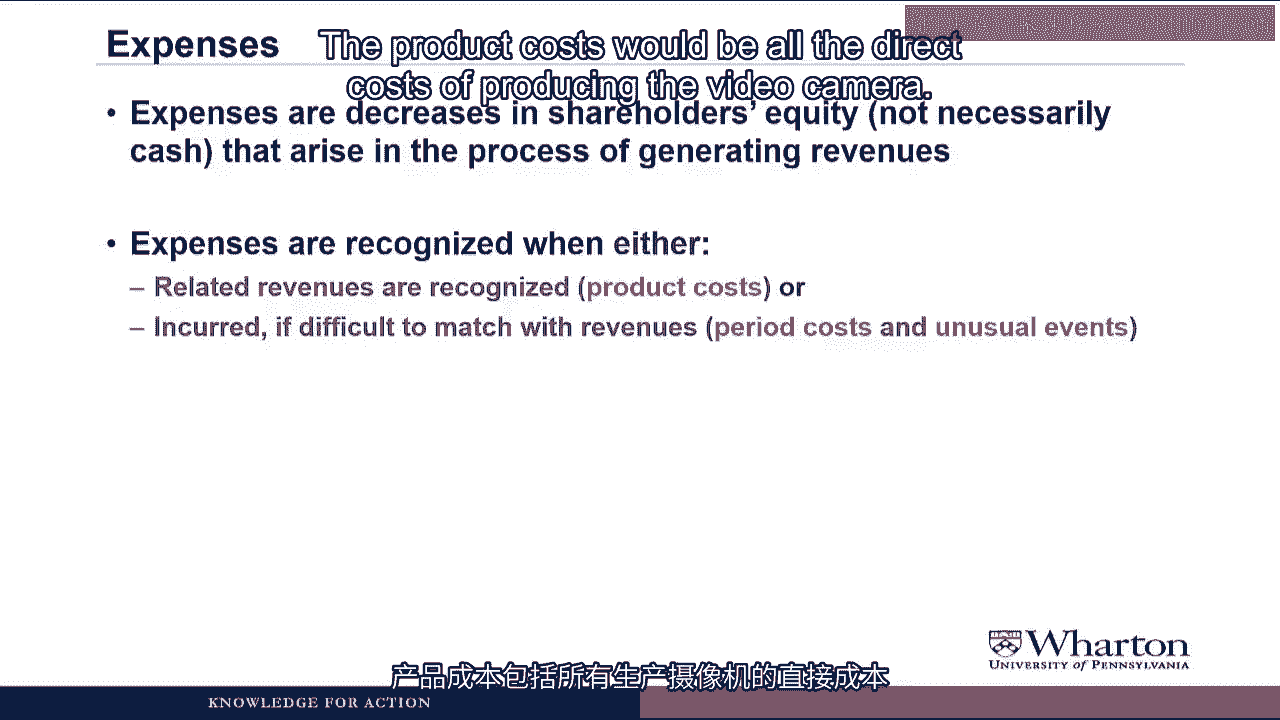 Expenses
The product costs would be all the direct
costs of producing the video camera.
• Expenses are decreases in shareholders’ equity (not necessarily
cash) that arise in the process of generating revenues
• Expenses are recognized when either:
– Related revenues are recognized (product costs) or
– Incurred, if difficult to match with revenues (period costs and unusual events)
Wharton
UNIVERSITY of PENNSYLVANIA
产品成本包括所有生产摄像机的直接成本
KNOWLEDGE FOR ACTION